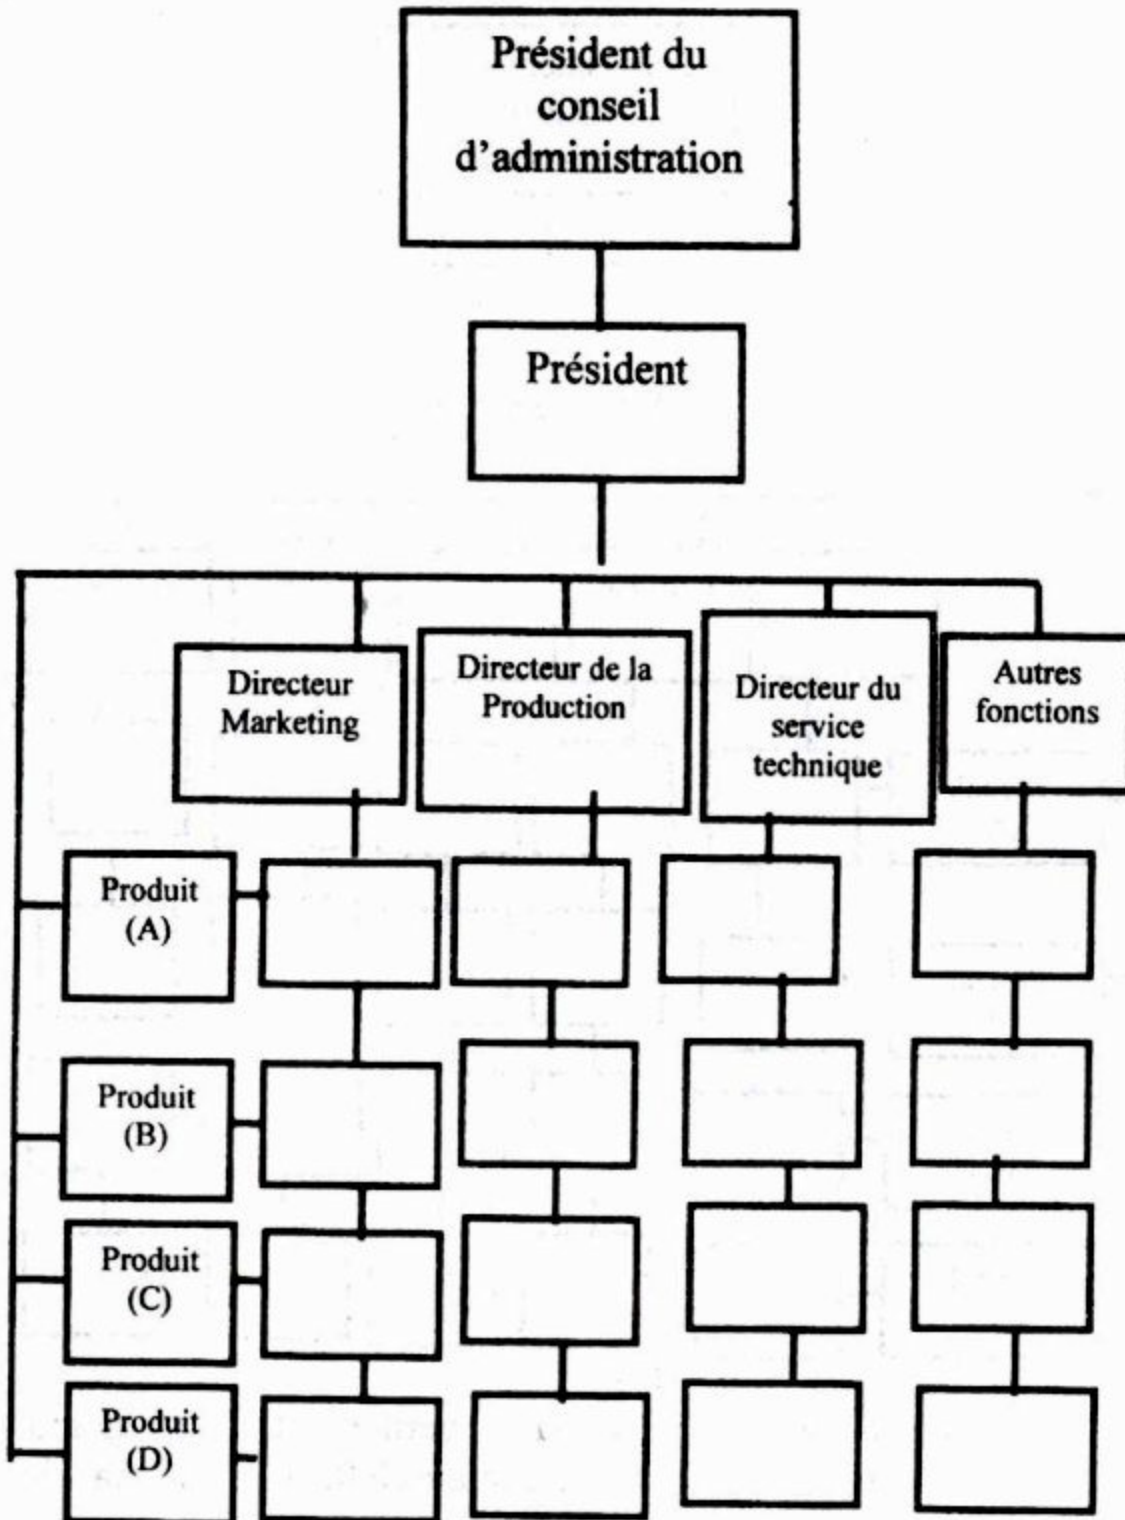 Président du
conseil
d'administration
Président
Directeur
Marketing
Directeur de la
Production
Directeur du
service
technique
Autres
fonctions
Produit
(A)
Produit
(B)
Produit
(C)
Produit
(D)